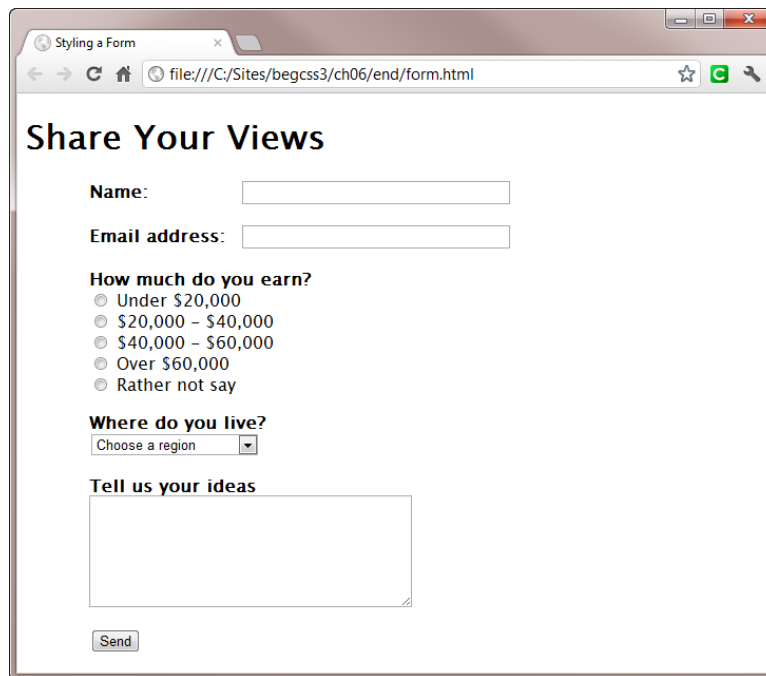 Styling a Form
file:///C:/Sites/begcss3/ch06/end/form.html
Share Your Views
Name:
Email address:
How much do you earn?
Under $20,000
$20,000 – $40,000
$40,000 – $60,000
Over $60,000
Rather not say
Where do you live?
Choose a region
Tell us your ideas
Send